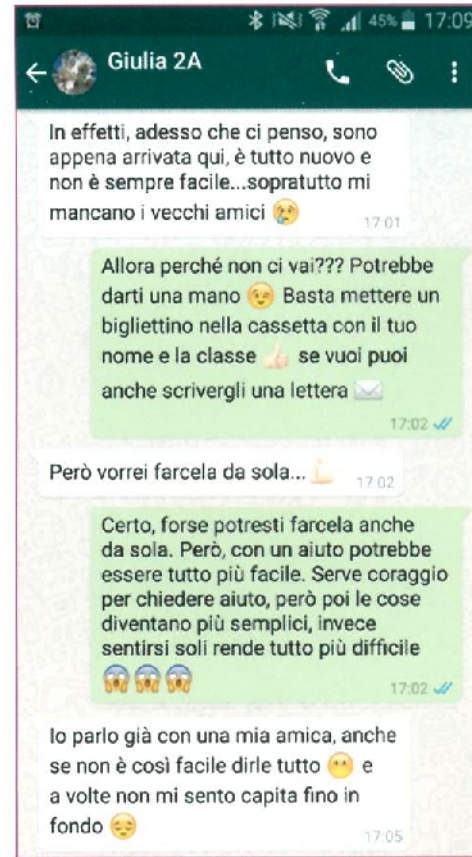 45% 17:09
Giulia 2A
In effetti, adesso che ci penso, sono
appena arrivata qui, è tutto nuovo e
non è sempre facile...sopratutto mi
mancano i vecchi amici 😢
17:01
Allora perché non ci vai??? Potrebbe
darti una mano 😉 Basta mettere un
bigliettino nella cassetta con il tuo
nome e la classe 👍 se vuoi puoi
anche scrivergli una lettera ✉️
17:02
Però vorrei farcela da sola... 💪 17:02
Certo, forse potresti farcela anche
da sola. Però, con un aiuto potrebbe
essere tutto più facile. Serve coraggio
per chiedere aiuto, però poi le cose
diventano più semplici, invece
sentirsi soli rende tutto più difficile
😱😱😱
17:02
Io parlo già con una mia amica, anche
se non è così facile dirle tutto 😶 e
a volte non mi sento capita fino in
fondo 😔
17:05